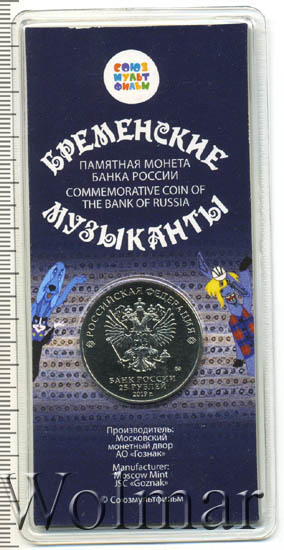 СОЮЗ
МУЛЬТ
ФИЛЬМ
БРЕМЕНСКИЕ
ПАМЯТНАЯ МОНЕТА
БАНКА РОССИИ
COMMEMORATIVE COIN OF
THE BANK OF RUSSIA
МУЗЫКАНТЫ
РОССИЙСКАЯ ФЕДЕРАЦИЯ
БАНК РОССИИ
25 РУБЛЕЙ
2019 г.
Производитель:
Московский
монетный двор
АО «Гознак»
Manufacturer:
Moscow Mint
JSC «Goznak»
© Союзмультфильм
Wolmar